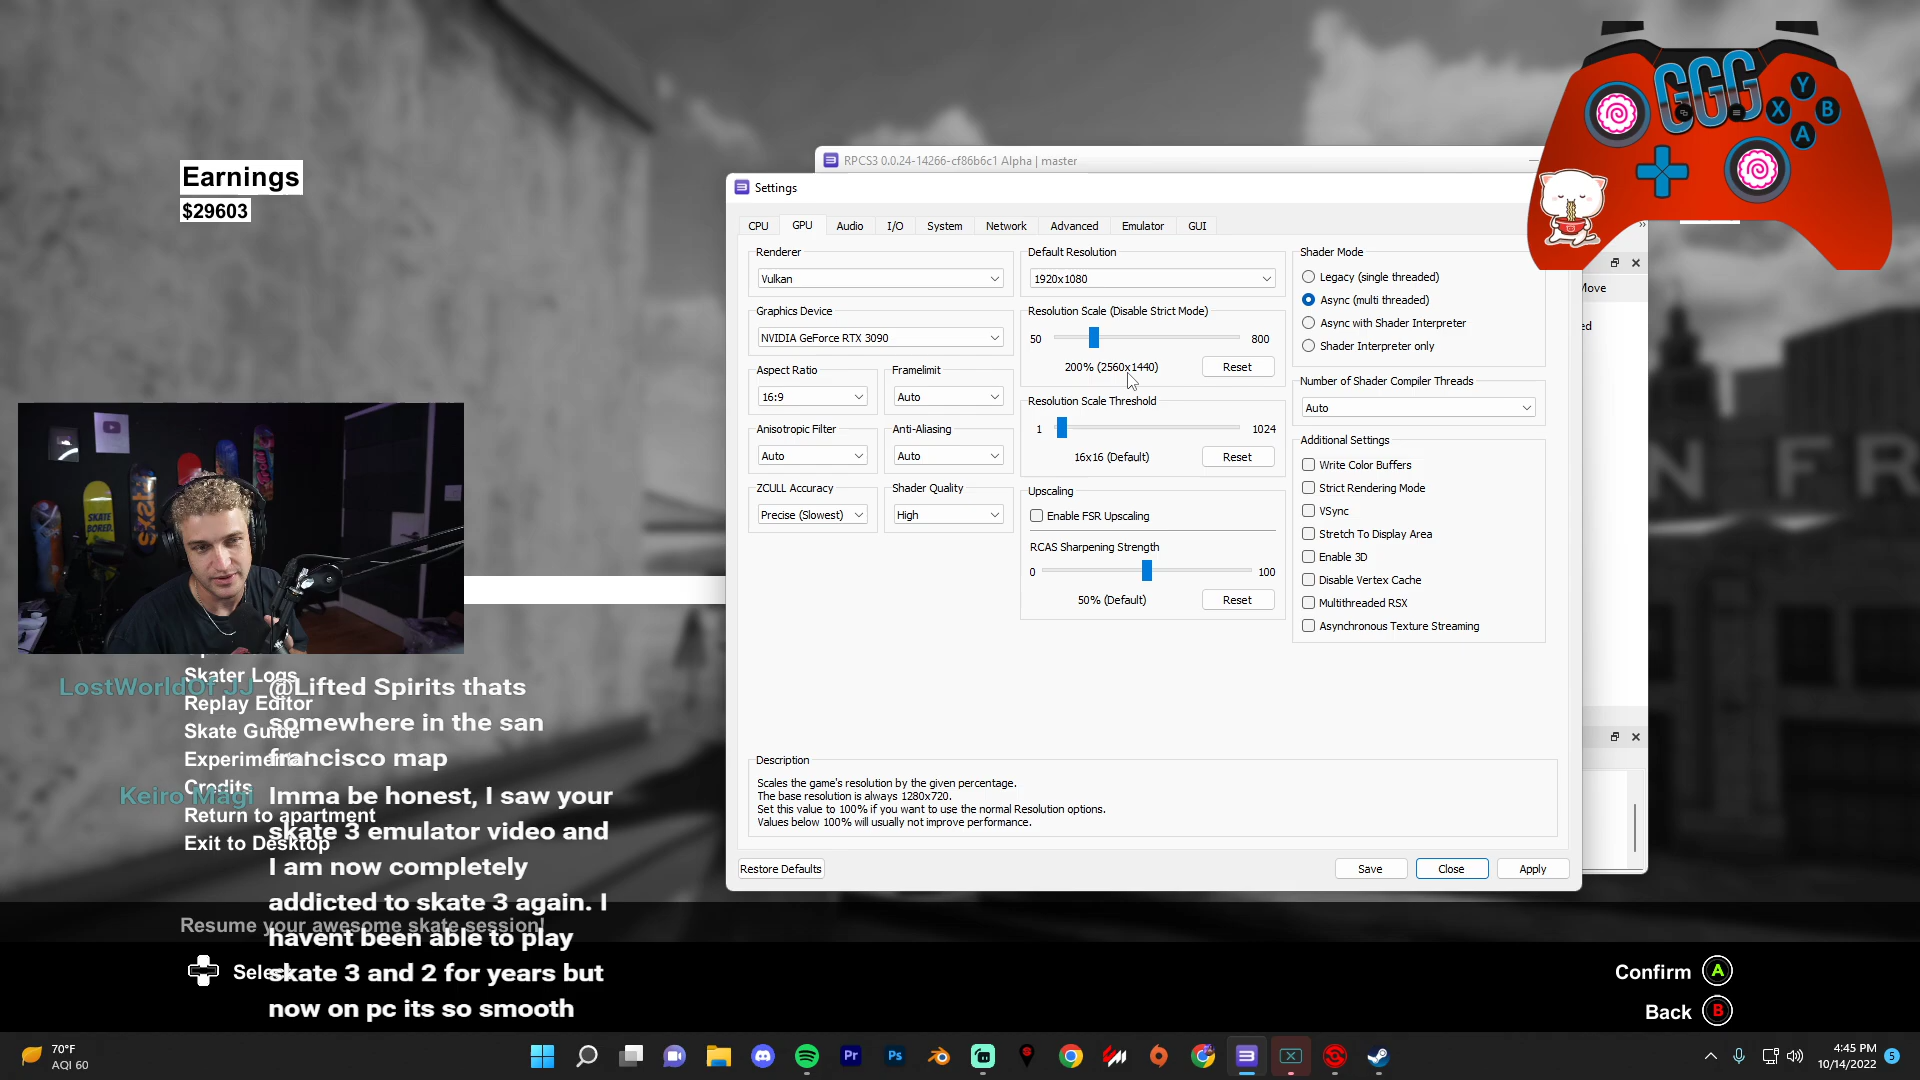 Earnings
$29603
RPCS3 0.0.24-14266-cf86b6c1 Alpha | master
Settings
CPU GPU Audio I/O System Network Advanced Emulator GUI
Renderer
Vulkan
Graphics Device
NVIDIA GeForce RTX 3090
Aspect Ratio Framelimit
16:9 Auto
Anisotropic Filter Anti-Aliasing
Auto Auto
ZCULL Accuracy Shader Quality
Precise (Slowest) High
Default Resolution
1920x1080
Resolution Scale (Disable Strict Mode)
50 800
200% (2560x1440) Reset
Resolution Scale Threshold
1 1024
16x16 (Default) Reset
Upscaling
Enable FSR Upscaling
RCAS Sharpening Strength
0 100
50% (Default) Reset
Shader Mode
Legacy (single threaded)
Async (multi threaded)
Async with Shader Interpreter
Shader Interpreter only
Number of Shader Compiler Threads
Auto
Additional Settings
Write Color Buffers
Strict Rendering Mode
VSync
Stretch To Display Area
Enable 3D
Disable Vertex Cache
Multithreaded RSX
Asynchronous Texture Streaming
Description
Scales the game's resolution by the given percentage.
The base resolution is always 1280x720.
Set this value to 100% if you want to use the normal Resolution options.
Values below 100% will usually not improve performance.
Restore Defaults Save Close Apply
GGG
Y
X B
A
N FR
SKATE
BORED.
Skate
Skater Logs
Replay Editor
Skate Guide
Experimental
Credits
Return to apartment
Exit to Desktop
LostWorldOf JJ @Lifted Spirits thats
somewhere in the san
francisco map
Keiro Magi Imma be honest, I saw your
skate 3 emulator video and
I am now completely
addicted to skate 3 again. I
havent been able to play
skate 3 and 2 for years but
now on pc its so smooth
Resume your awesome skate session!
Select
Confirm A
Back B
70°F
AQI 60
Pr
Ps
4:45 PM
10/14/2022
5